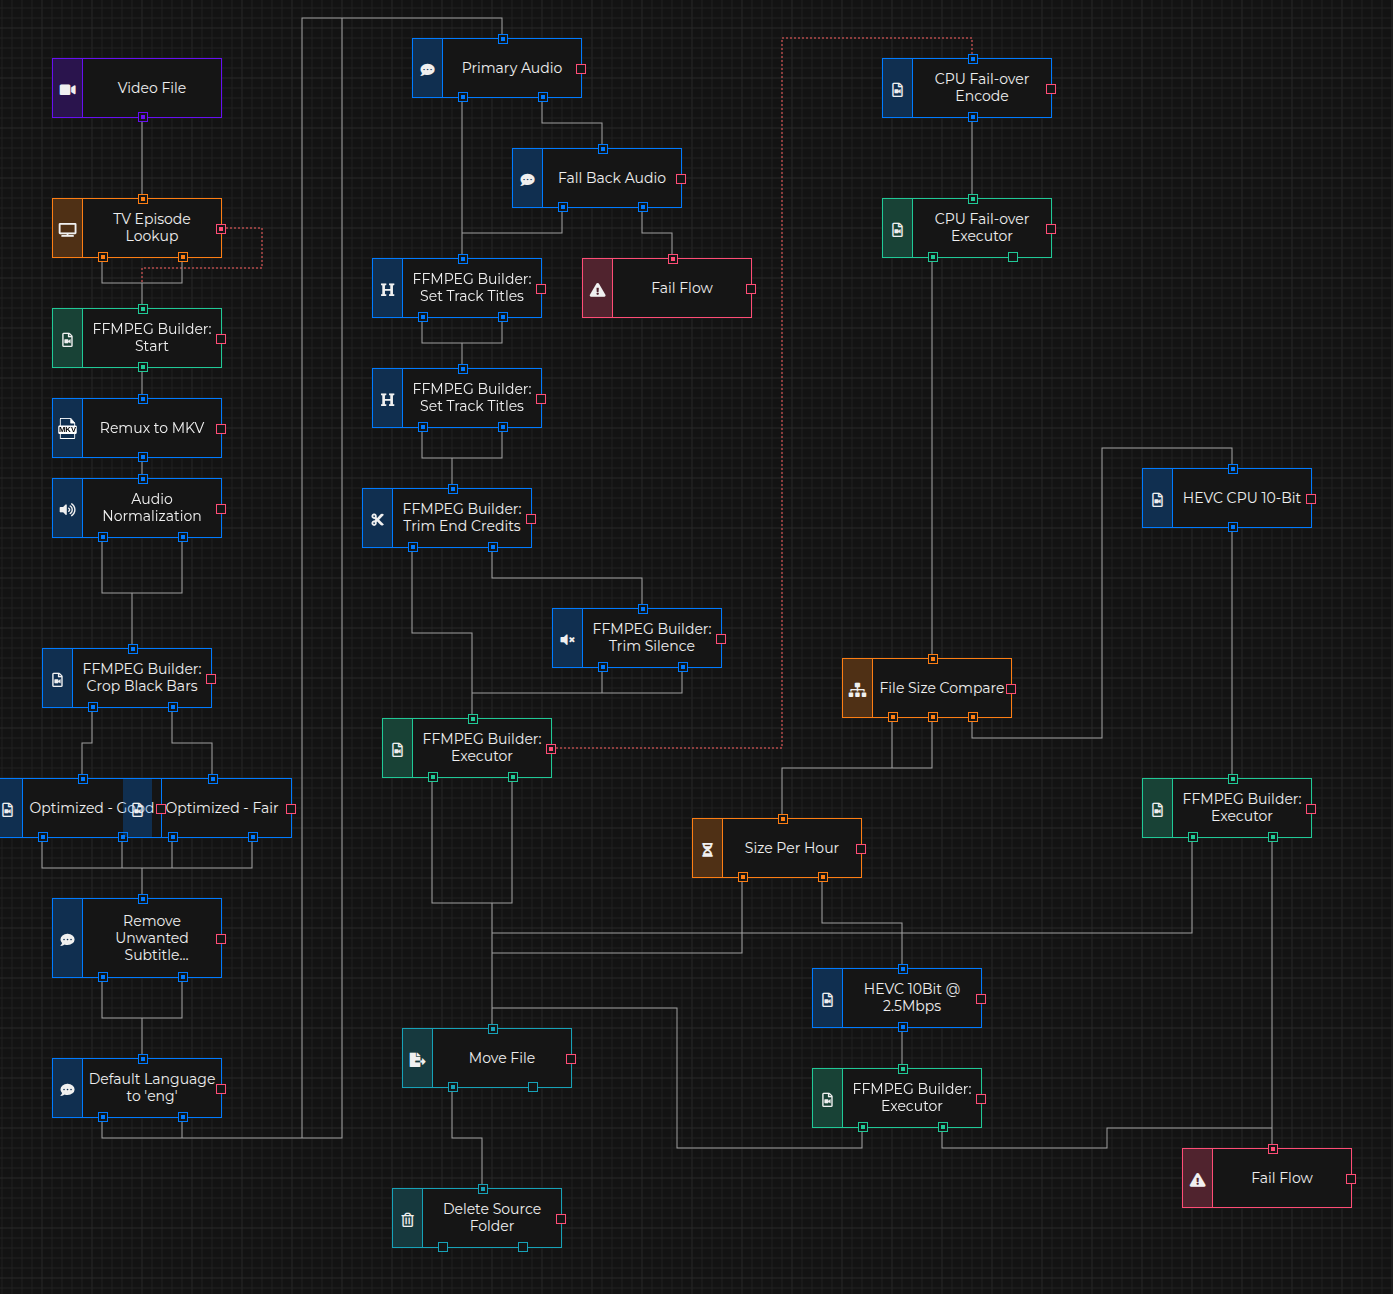 Video File
TV Episode
Lookup
FFMPEG Builder:
Start
Remux to MKV
MKV
Audio
Normalization
FFMPEG Builder:
Crop Black Bars
Optimized - Good
Optimized - Fair
Remove
Unwanted
Subtitle...
Default Language
to 'eng'
Primary Audio
Fall Back Audio
FFMPEG Builder:
Set Track Titles
H
Fail Flow
FFMPEG Builder:
Set Track Titles
H
FFMPEG Builder:
Trim End Credits
FFMPEG Builder:
Trim Silence
FFMPEG Builder:
Executor
Move File
Delete Source
Folder
CPU Fail-over
Encode
CPU Fail-over
Executor
File Size Compare
Size Per Hour
HEVC 10Bit @
2.5Mbps
FFMPEG Builder:
Executor
HEVC CPU 10-Bit
FFMPEG Builder:
Executor
Fail Flow